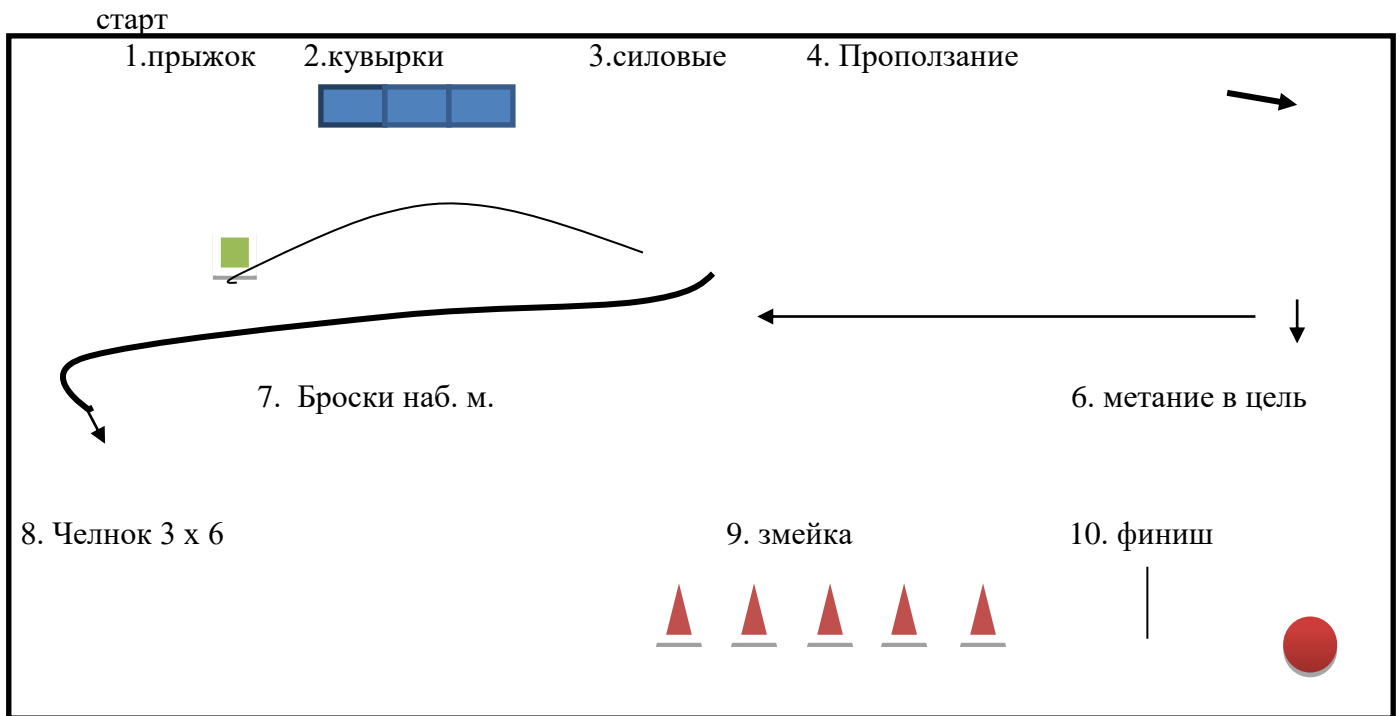 старт
1.прыжок 2.кувырки 3.силовые 4. Проползание
7. Броски наб. м. 6. метание в цель
8. Челнок 3 х 6 9. змейка 10. финиш